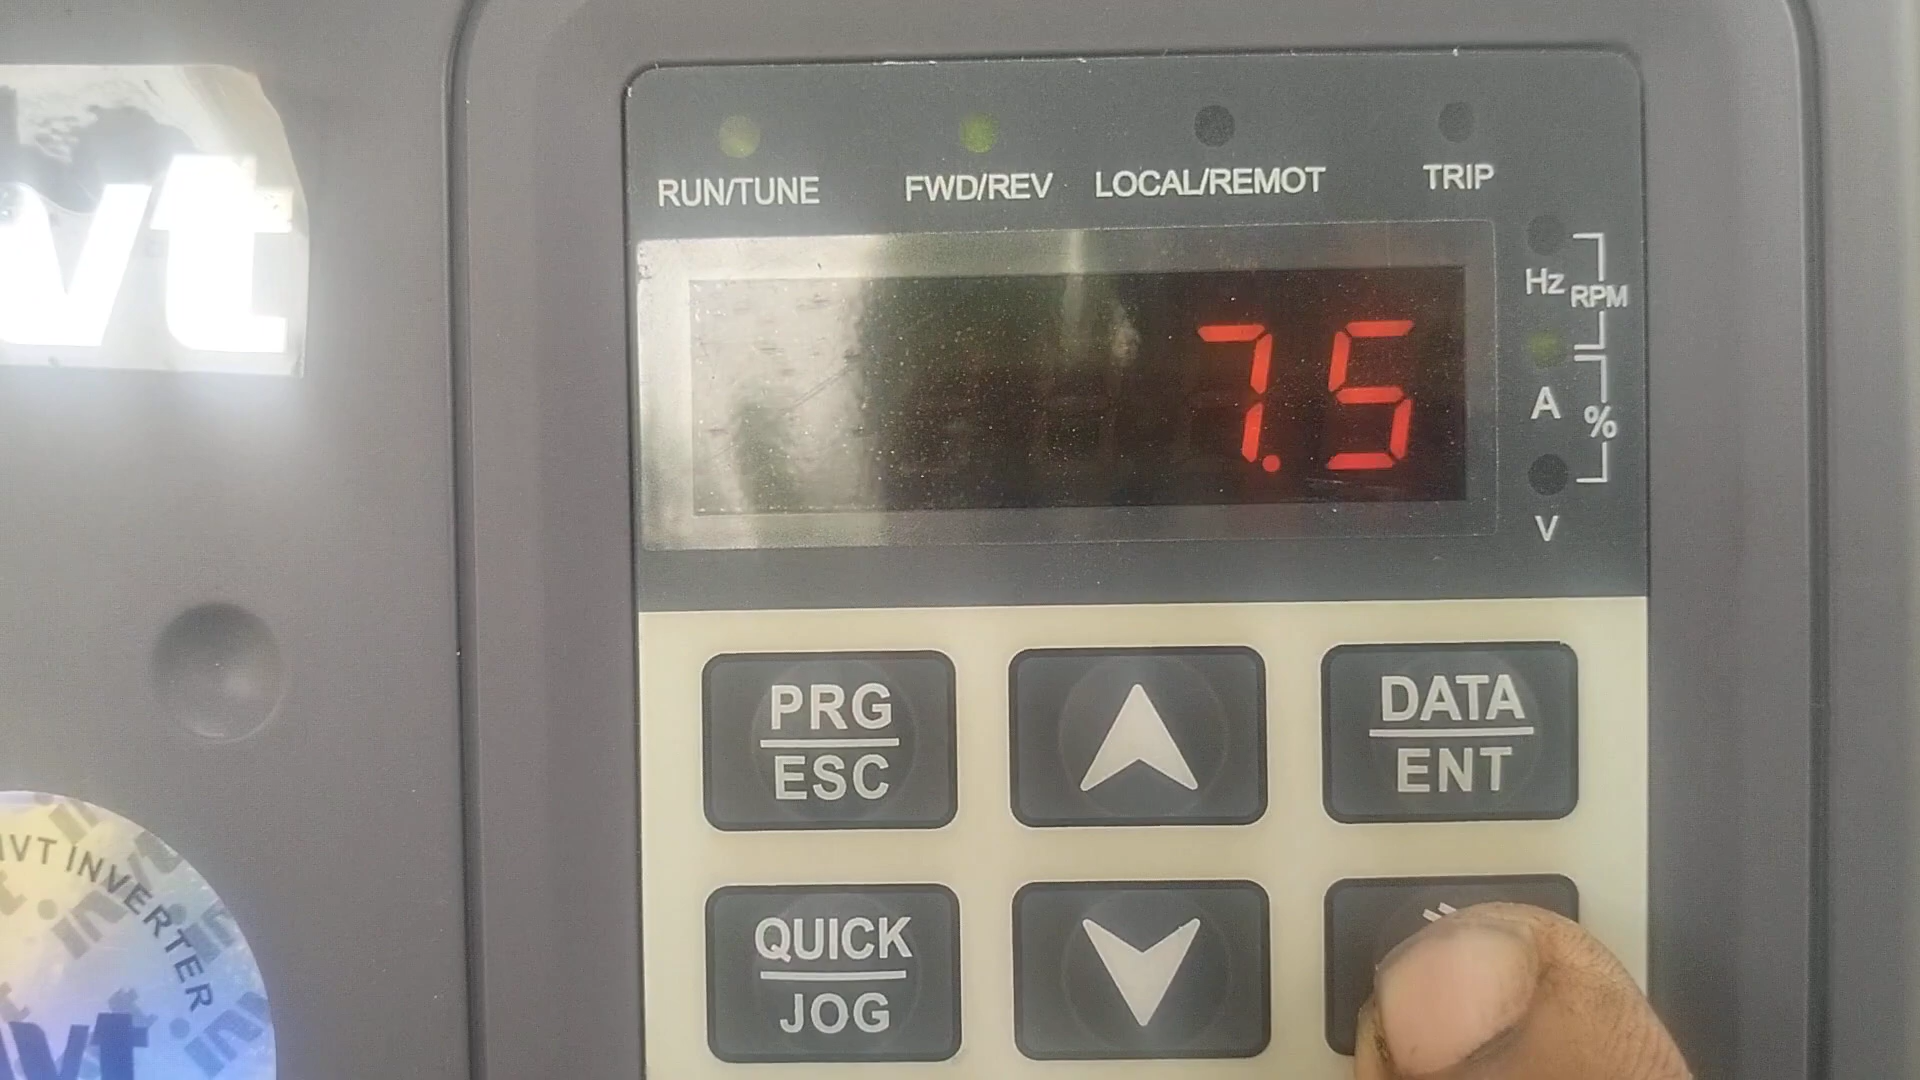 vt
RUN/TUNE
FWD/REV
LOCAL/REMOT
TRIP
7.5
Hz
RPM
A
%
V
PRG
ESC
DATA
ENT
QUICK
JOG
INVT INVERTER
invt